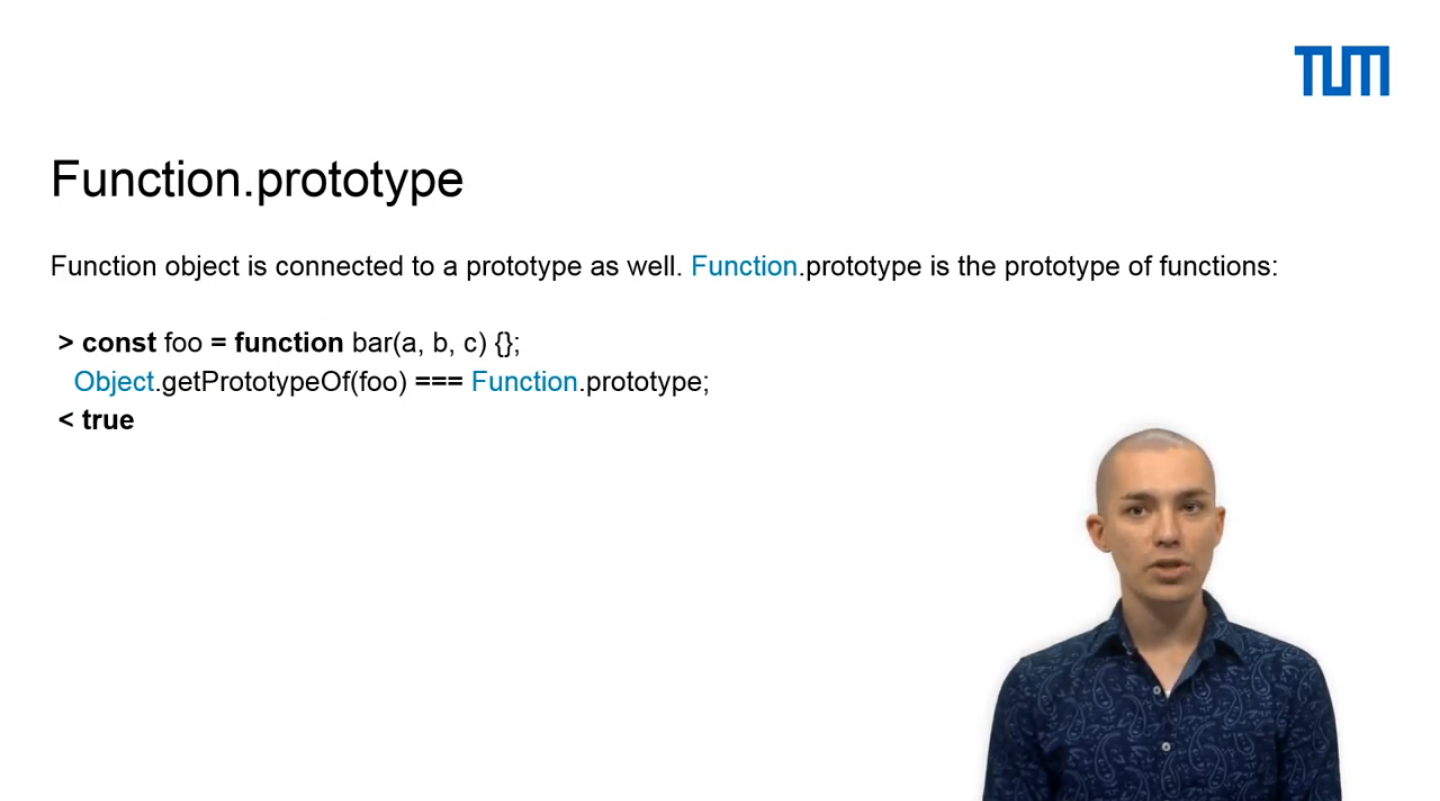 TUM
Function.prototype
Function object is connected to a prototype as well. Function.prototype is the prototype of functions:
> const foo = function bar(a, b, c) {};
Object.getPrototypeOf(foo) === Function.prototype;
< true